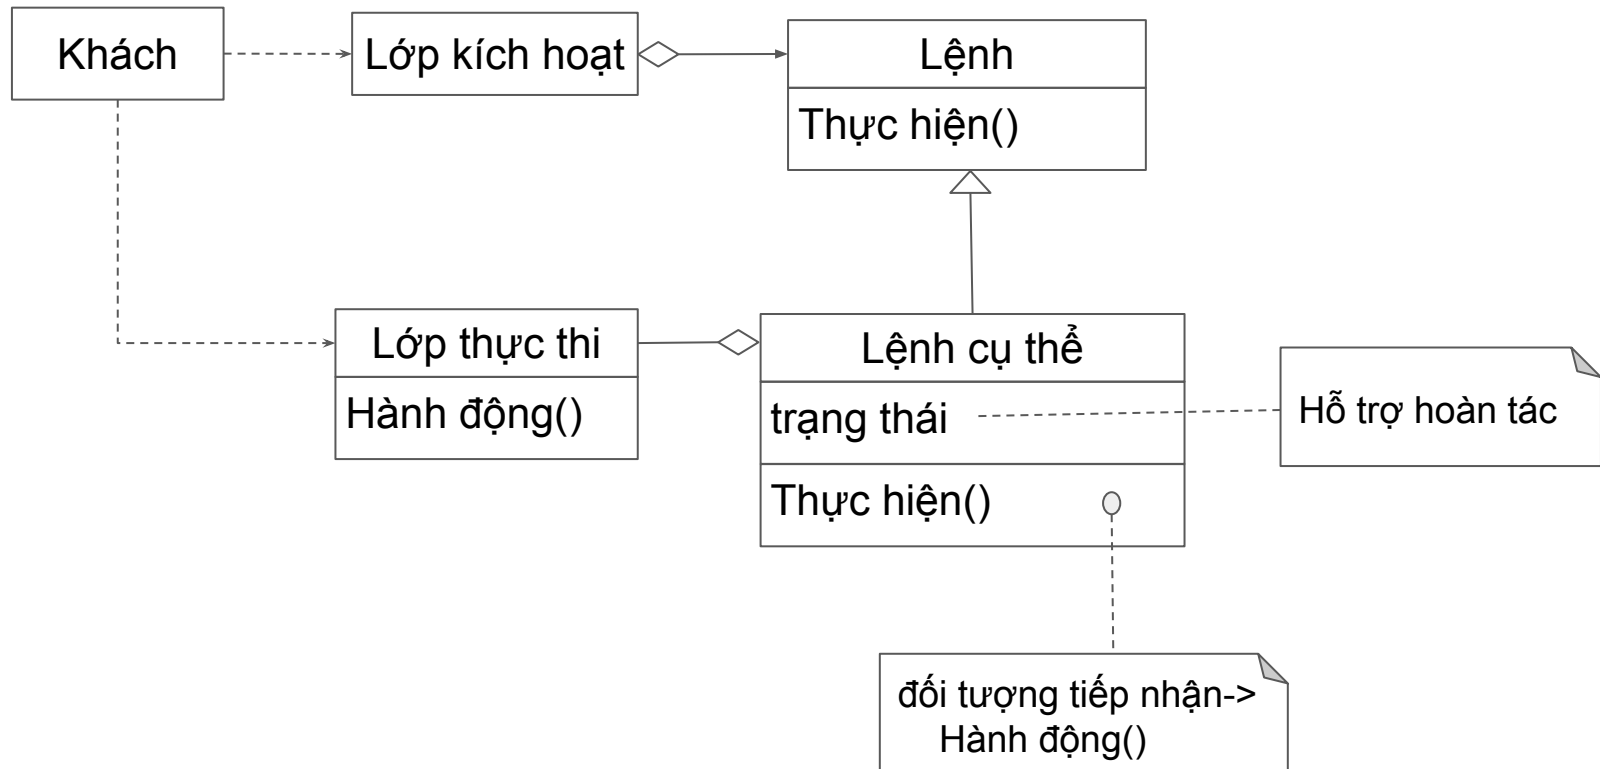 Khách
Lớp kích hoạt
Lệnh
Thực hiện()
Lớp thực thi
Hành động()
Lệnh cụ thể
trạng thái
Thực hiện()
Hỗ trợ hoàn tác
đối tượng tiếp nhận->
Hành động()